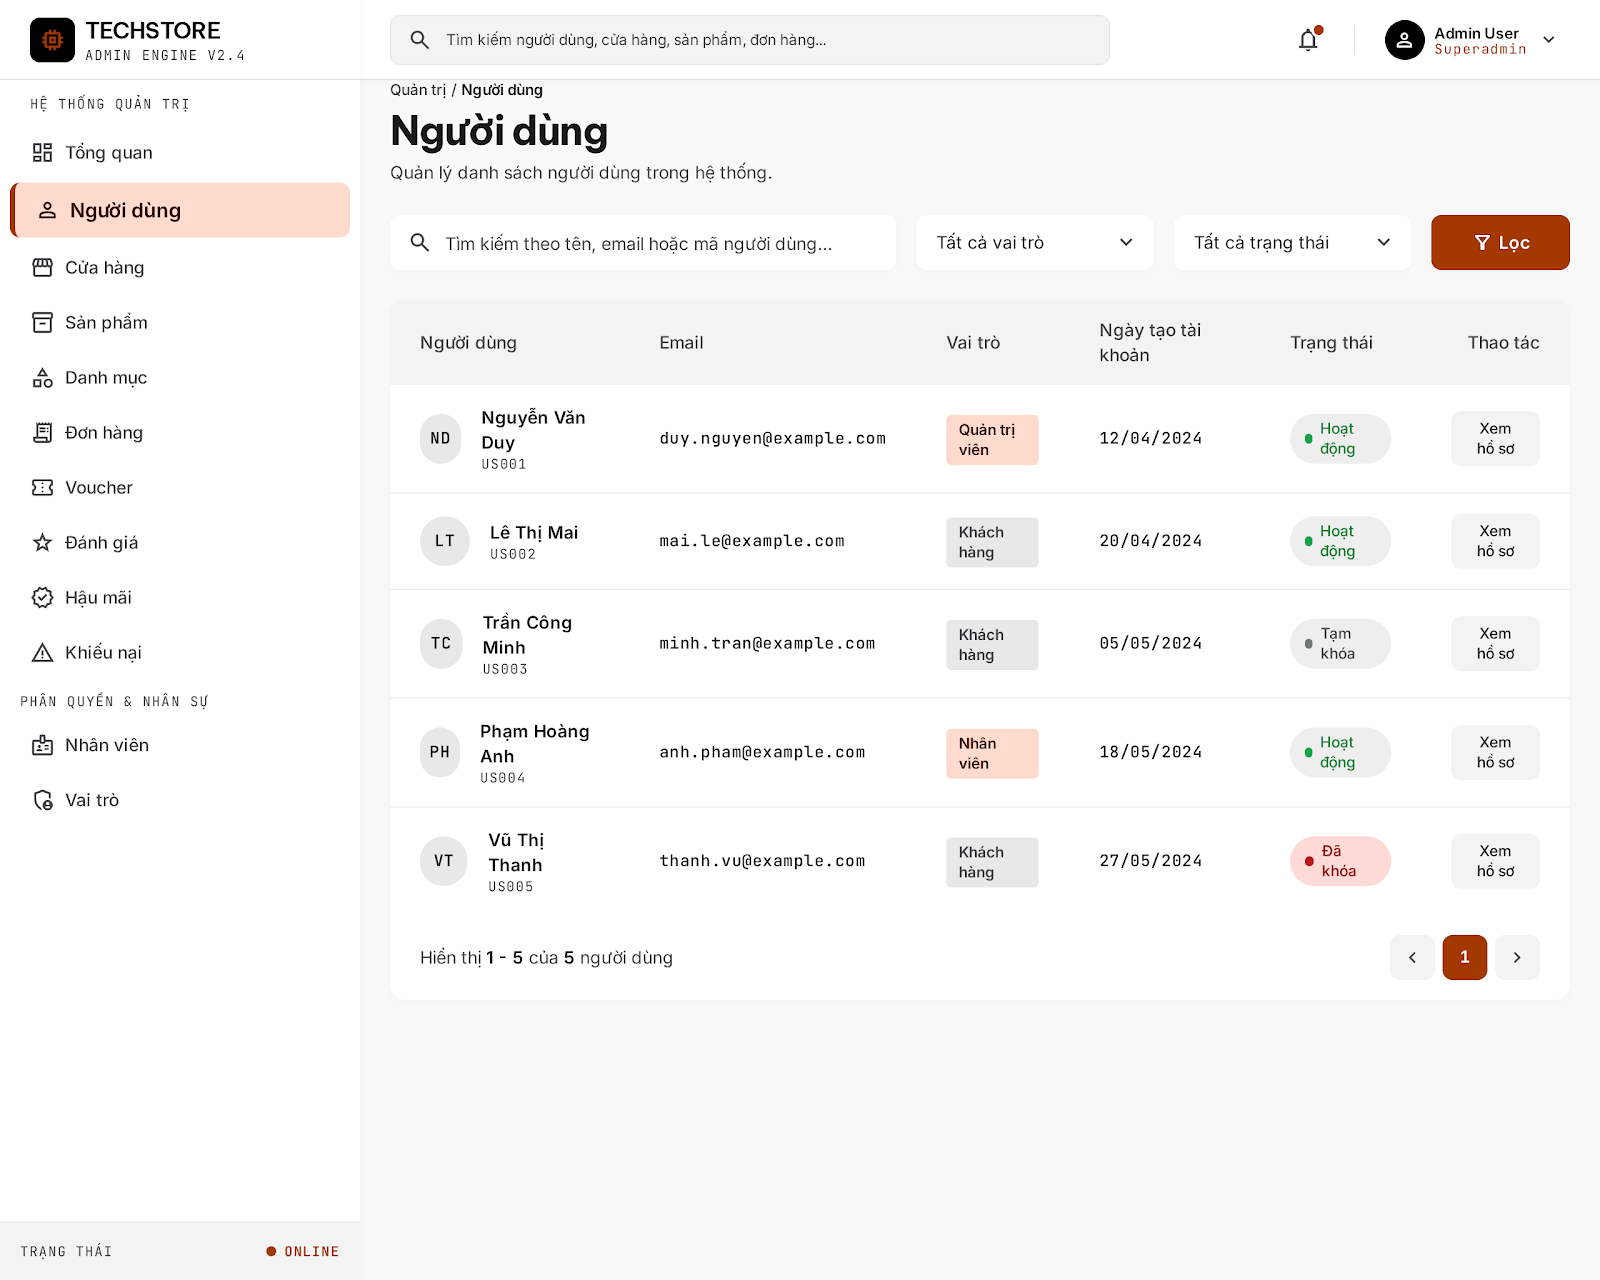 TECHSTORE
ADMIN ENGINE V2.4
Tìm kiếm người dùng, cửa hàng, sản phẩm, đơn hàng...
Admin User
Superadmin
HỆ THỐNG QUẢN TRỊ
Tổng quan
Người dùng
Cửa hàng
Sản phẩm
Danh mục
Đơn hàng
Voucher
Đánh giá
Hậu mãi
Khiếu nại
PHÂN QUYỀN & NHÂN SỰ
Nhân viên
Vai trò
TRẠNG THÁI
ONLINE
Quản trị / Người dùng
Người dùng
Quản lý danh sách người dùng trong hệ thống.
Tìm kiếm theo tên, email hoặc mã người dùng...
Tất cả vai trò
Tất cả trạng thái
Lọc
Người dùng
Email
Vai trò
Ngày tạo tài
khoản
Trạng thái
Thao tác
ND
Nguyễn Văn
Duy
US001
duy.nguyen@example.com
Quản trị
viên
12/04/2024
Hoạt
động
Xem
hồ sơ
LT
Lê Thị Mai
US002
mai.le@example.com
Khách
hàng
20/04/2024
Hoạt
động
Xem
hồ sơ
TC
Trần Công
Minh
US003
minh.tran@example.com
Khách
hàng
05/05/2024
Tạm
khóa
Xem
hồ sơ
PH
Phạm Hoàng
Anh
US004
anh.pham@example.com
Nhân
viên
18/05/2024
Hoạt
động
Xem
hồ sơ
VT
Vũ Thị
Thanh
US005
thanh.vu@example.com
Khách
hàng
27/05/2024
Đã
khóa
Xem
hồ sơ
Hiển thị 1 - 5 của 5 người dùng
1